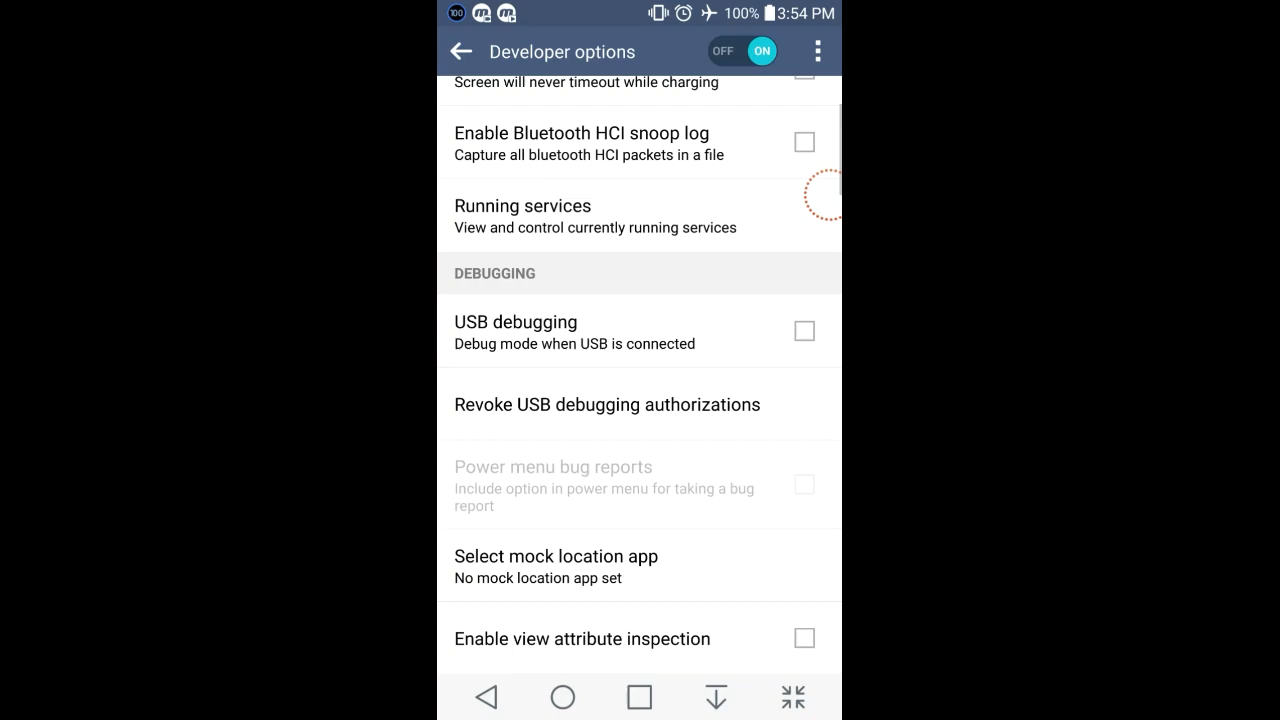 100 100% 3:54 PM
Developer options OFF ON
Screen will never timeout while charging
Enable Bluetooth HCI snoop log
Capture all bluetooth HCI packets in a file
Running services
View and control currently running services
DEBUGGING
USB debugging
Debug mode when USB is connected
Revoke USB debugging authorizations
Power menu bug reports
Include option in power menu for taking a bug
report
Select mock location app
No mock location app set
Enable view attribute inspection